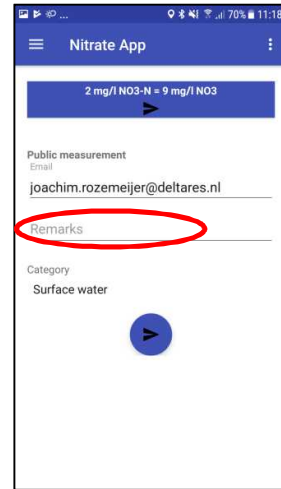 70% 11:18
Nitrate App
2 mg/l NO3-N = 9 mg/l NO3
Public measurement
Email
joachim.rozemeijer@deltares.nl
Remarks
Category
Surface water